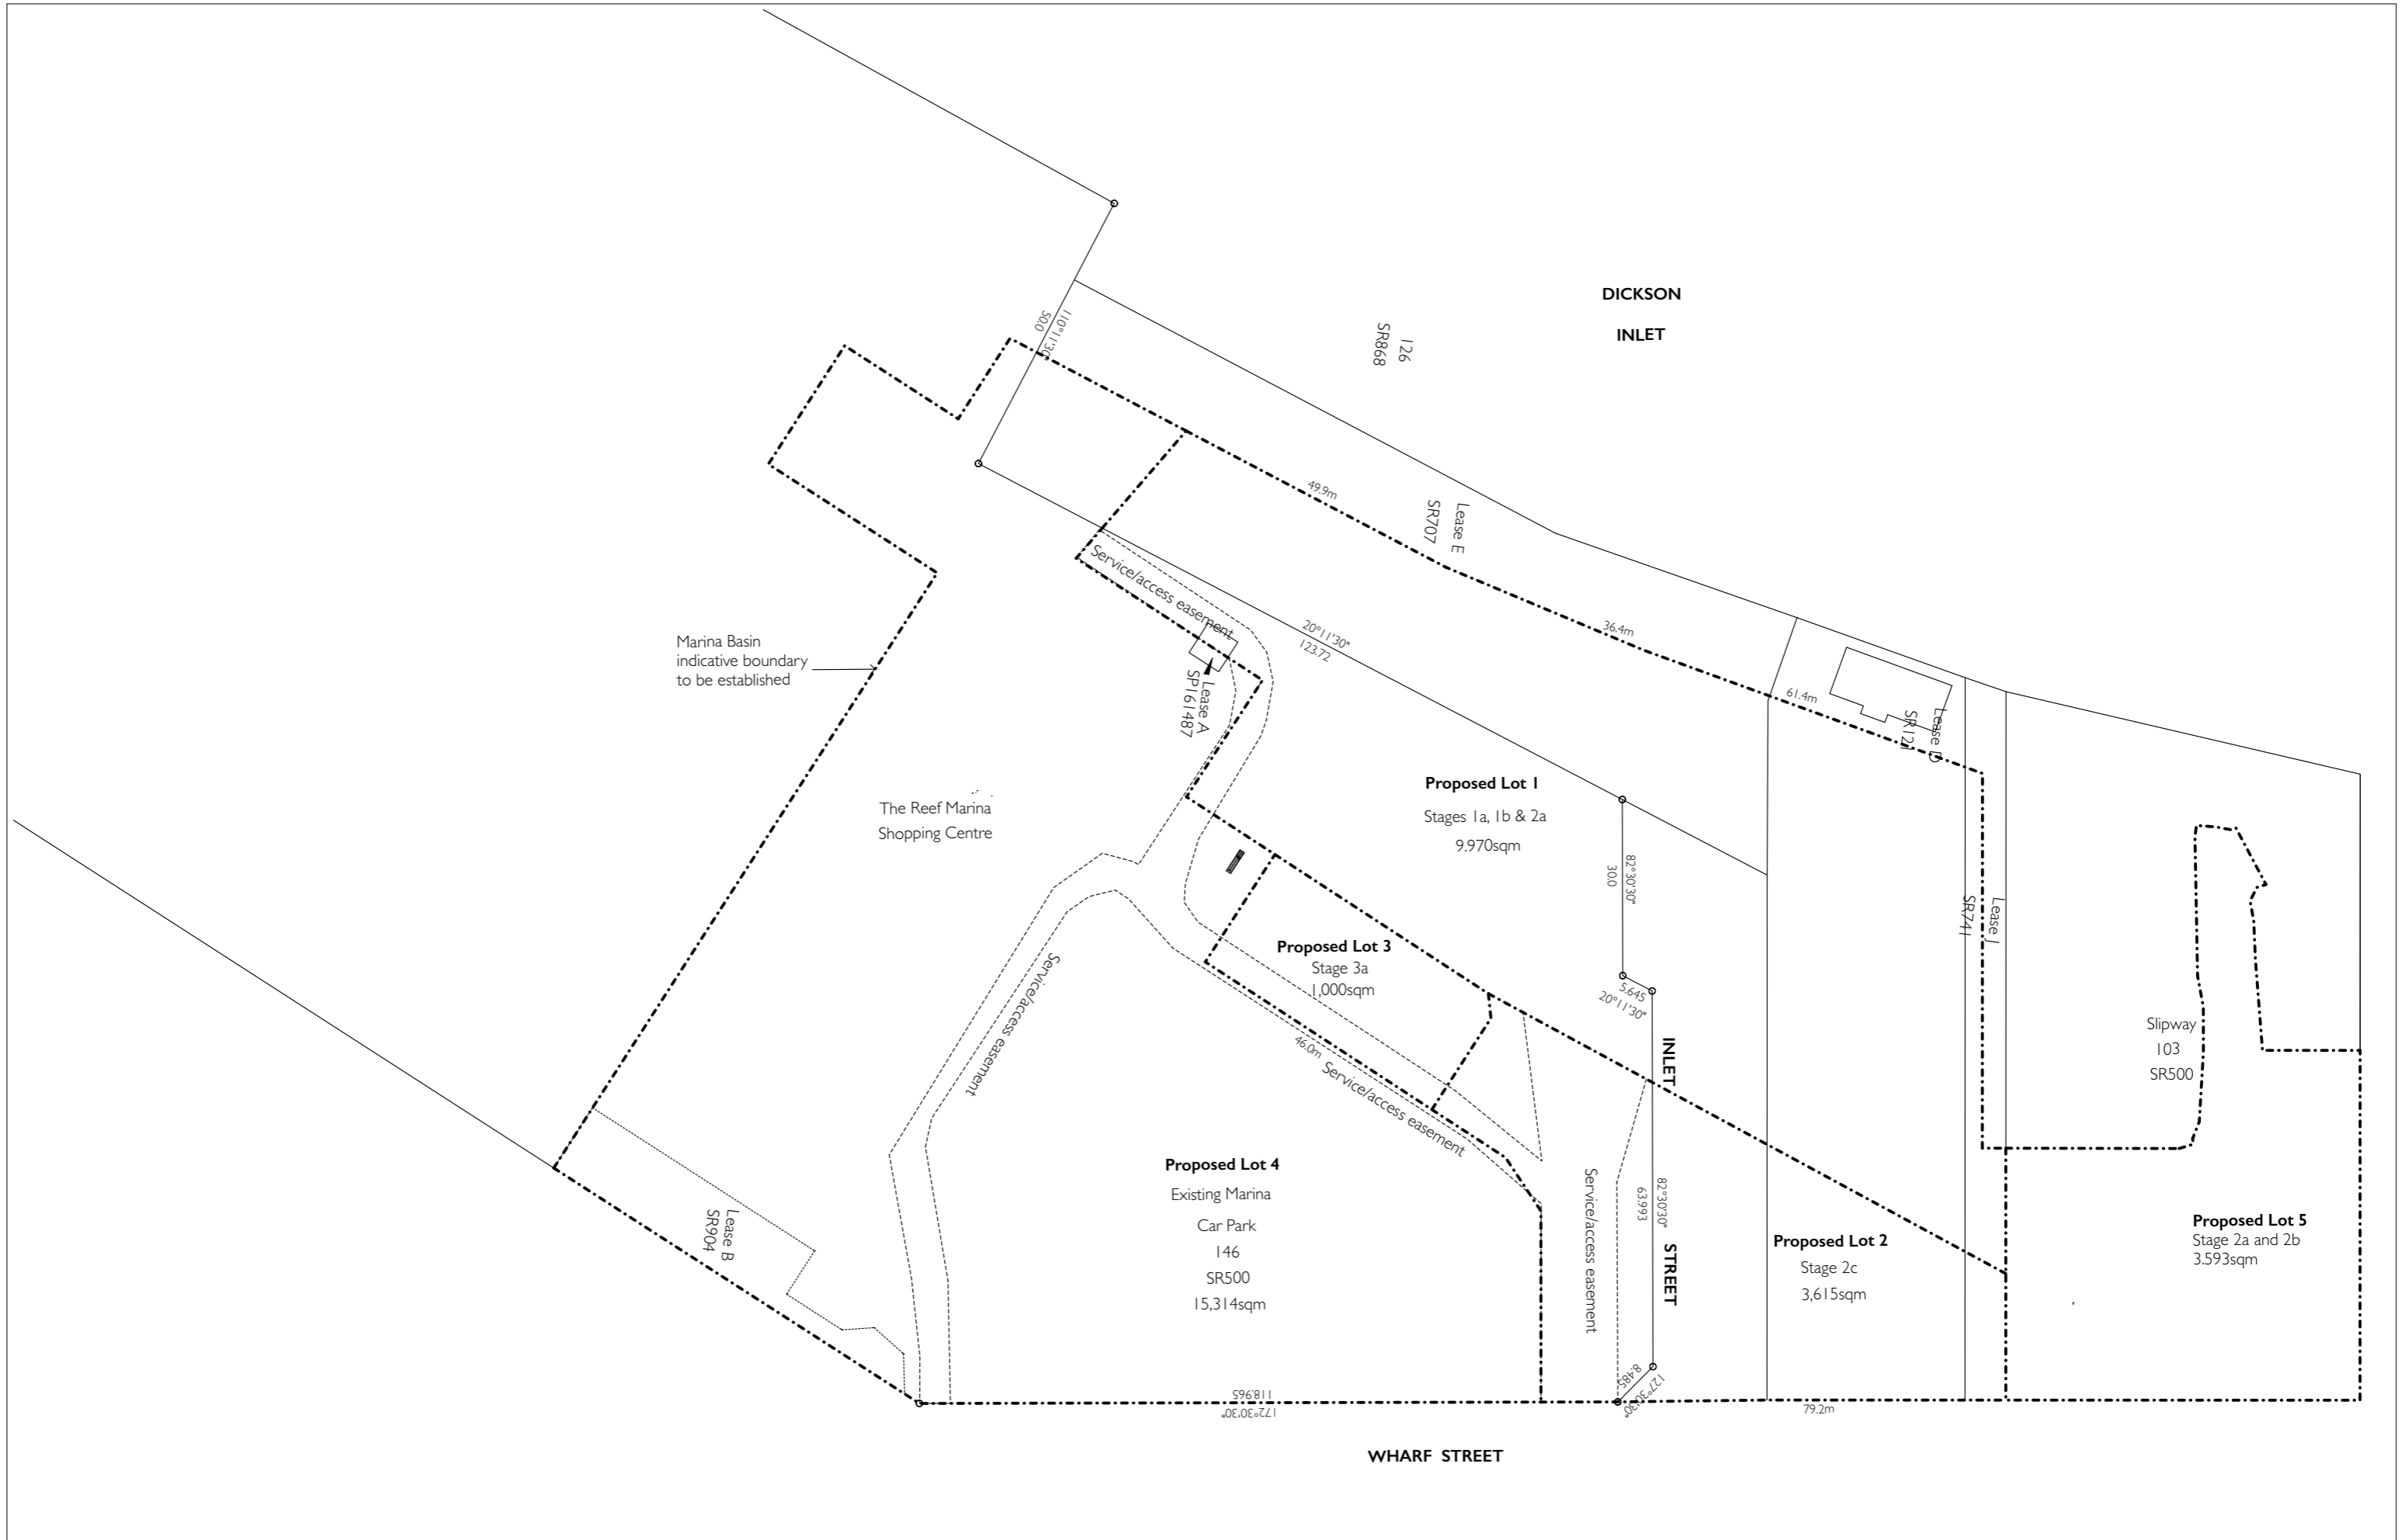 DICKSON
INLET
126
SR868
110°11'30"
50.0
49.9m
Lease E
SR707
Service/access easement
20°11'30"
123.72
36.4m
Marina Basin
indicative boundary
to be established
Lease A
SP161487
61.4m
Lease D
SR121
The Reef Marina
Shopping Centre
Proposed Lot 1
Stages 1a, 1b & 2a
9.970sqm
82°30'30"
30.0
Lease J
SR741
Proposed Lot 3
Stage 3a
1,000sqm
5.645
20°11'30"
Service/access easement
46.0m
Service/access easement
INLET
STREET
Slipway
103
SR500
Proposed Lot 4
Existing Marina
Car Park
146
SR500
15,314sqm
Service/access easement
82°30'30"
63.993
Lease B
SR904
Proposed Lot 2
Stage 2c
3,615sqm
Proposed Lot 5
Stage 2a and 2b
3.593sqm
8.485
127°30'30"
118.965
172°30'30"
79.2m
WHARF STREET